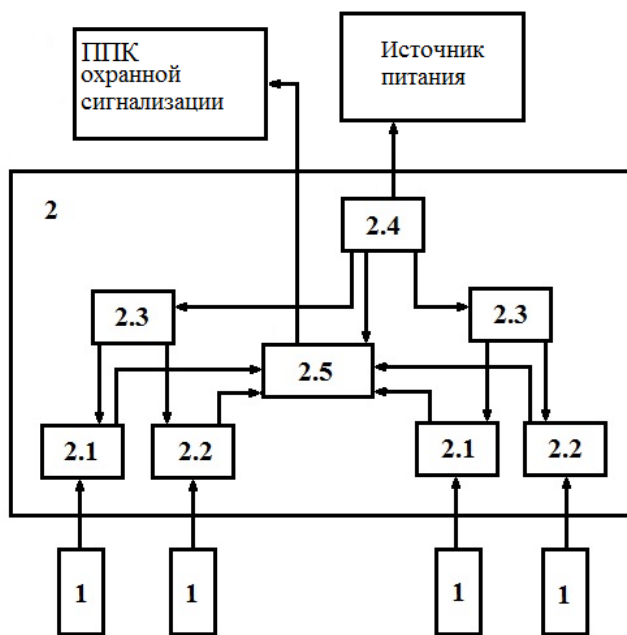 ППК
охранной
сигнализации
Источник
питания
2
2.4
2.3
2.3
2.5
2.1
2.2
2.1
2.2
1
1
1
1